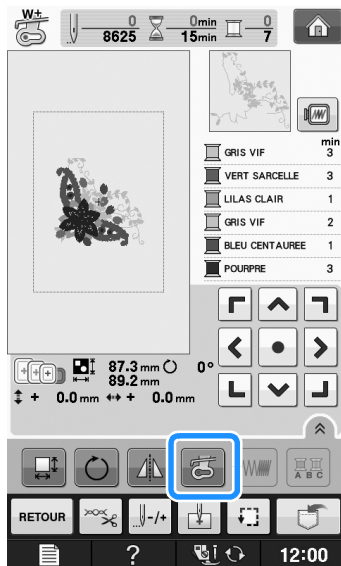 W+
0 0min 0
8625 15min 7
min
GRIS VIF 3
VERT SARCELLE 3
LILAS CLAIR 1
GRIS VIF 2
BLEU CENTAUREE 1
POURPRE 3
87.3 mm 0°
89.2 mm
+ 0.0 mm + 0.0 mm
A B C
RETOUR -/+
? 12:00